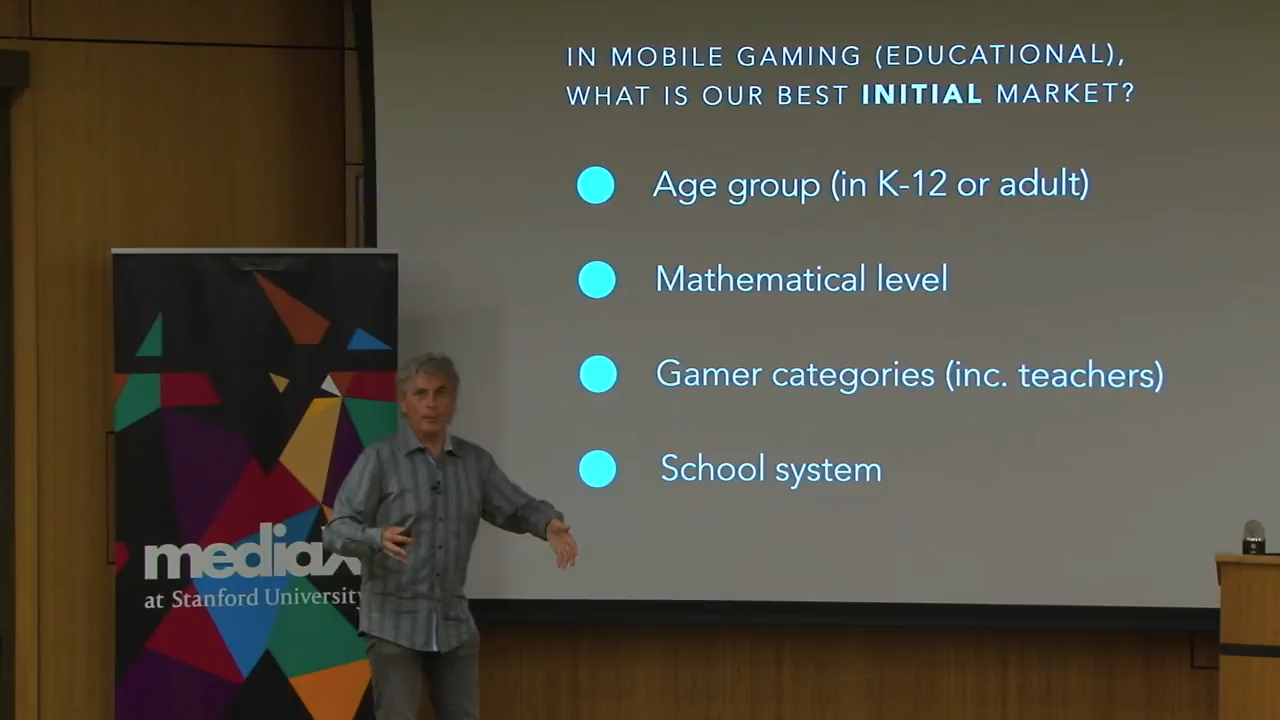 IN MOBILE GAMING (EDUCATIONAL),
WHAT IS OUR BEST INITIAL MARKET?
Age group (in K-12 or adult)
Mathematical level
Gamer categories (inc. teachers)
School system
mediaX
at Stanford University